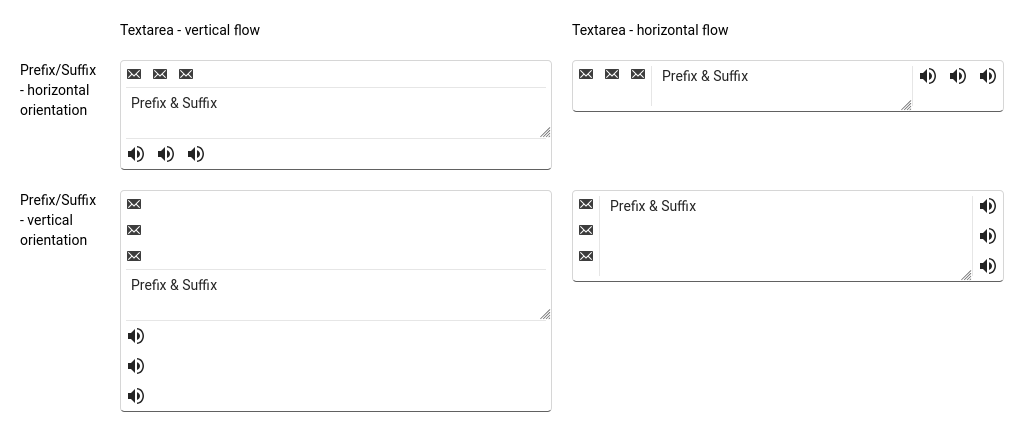 Textarea - vertical flow
Textarea - horizontal flow
Prefix/Suffix
- horizontal
orientation
Prefix & Suffix
Prefix & Suffix
Prefix/Suffix
- vertical
orientation
Prefix & Suffix
Prefix & Suffix